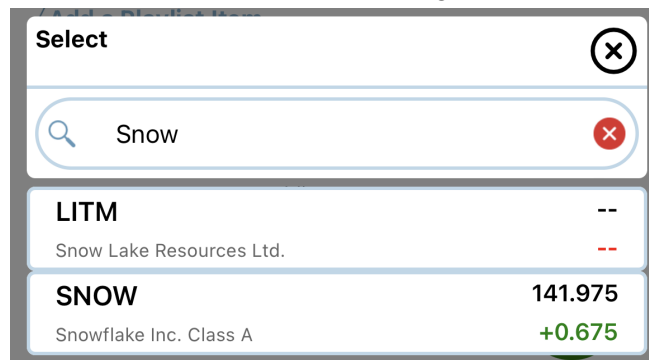 Select
Snow
LITM --
Snow Lake Resources Ltd. --
SNOW 141.975
Snowflake Inc. Class A +0.675